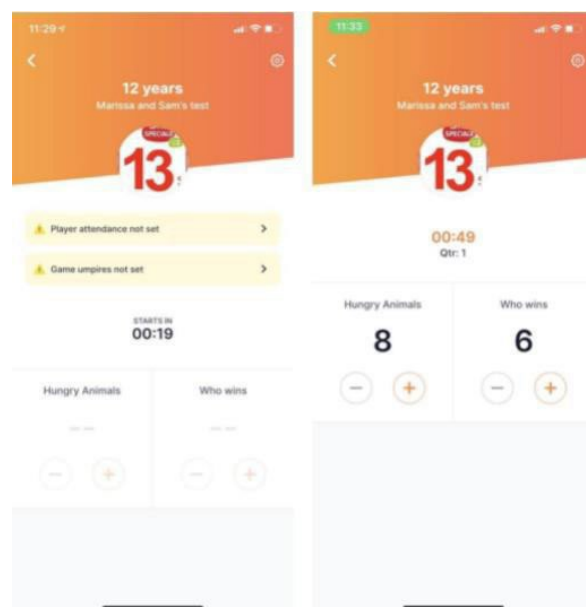 11:29
12 years
Marissa and Sam's test
SPECIALE
13
Player attendance not set
Game umpires not set
STARTS IN
00:19
Hungry Animals
Who wins
-- --
-- --
11:33
12 years
Marissa and Sam's test
SPECIALE
13
00:49
Qtr: 1
Hungry Animals
Who wins
8
6